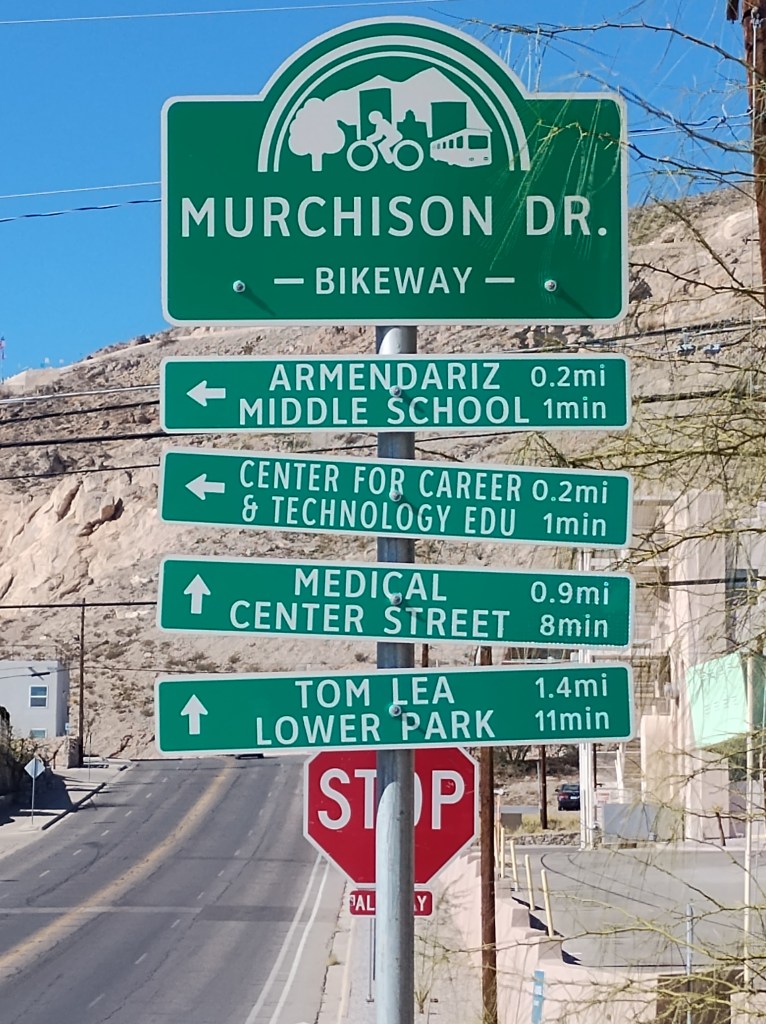 MURCHISON DR.
— BIKEWAY —
← ARMENDARIZ 0.2mi
MIDDLE SCHOOL 1min
← CENTER FOR CAREER 0.2mi
& TECHNOLOGY EDU 1min
↑ MEDICAL 0.9mi
CENTER STREET 8min
↑ TOM LEA 1.4mi
LOWER PARK 11min
STOP